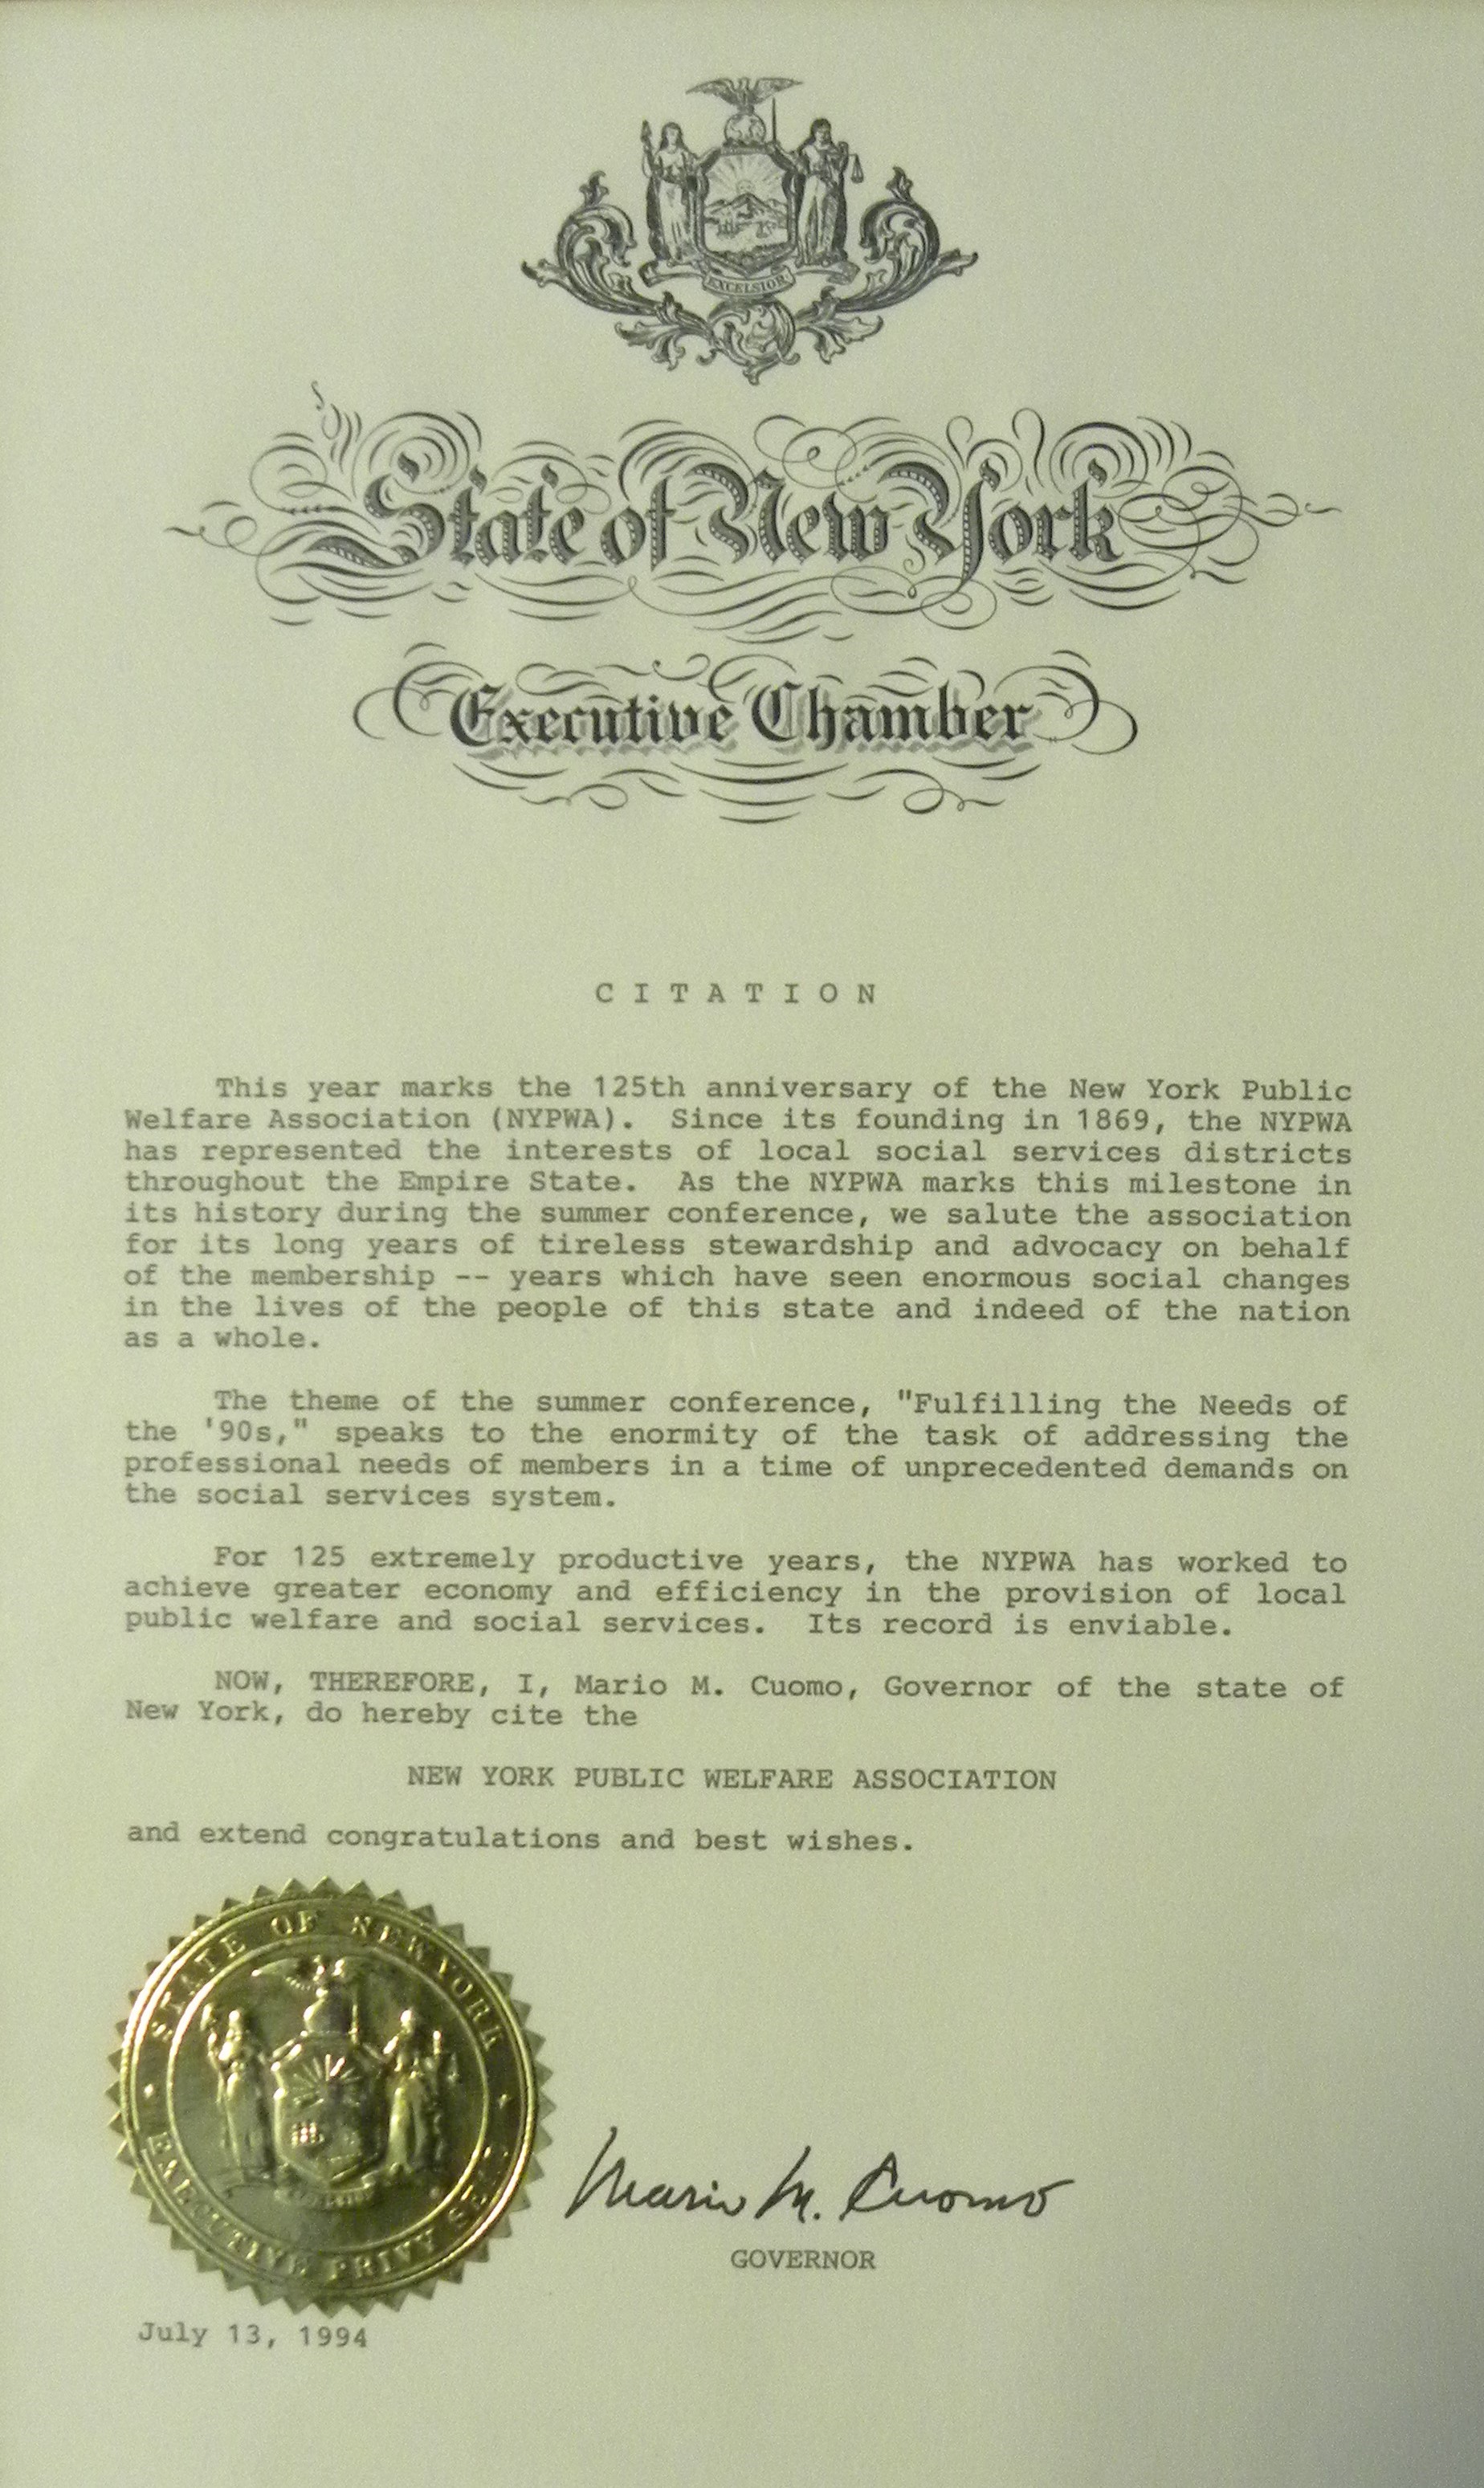 EXCELSIOR
State of New York
Executive Chamber
C I T A T I O N
This year marks the 125th anniversary of the New York Public
Welfare Association (NYPWA). Since its founding in 1869, the NYPWA
has represented the interests of local social services districts
throughout the Empire State. As the NYPWA marks this milestone in
its history during the summer conference, we salute the association
for its long years of tireless stewardship and advocacy on behalf
of the membership -- years which have seen enormous social changes
in the lives of the people of this state and indeed of the nation
as a whole.
The theme of the summer conference, "Fulfilling the Needs of
the '90s," speaks to the enormity of the task of addressing the
professional needs of members in a time of unprecedented demands on
the social services system.
For 125 extremely productive years, the NYPWA has worked to
achieve greater economy and efficiency in the provision of local
public welfare and social services. Its record is enviable.
NOW, THEREFORE, I, Mario M. Cuomo, Governor of the state of
New York, do hereby cite the
NEW YORK PUBLIC WELFARE ASSOCIATION
and extend congratulations and best wishes.
STATE OF NEW YORK
EXECUTIVE PRIVY SEAL
Mario M. Cuomo
GOVERNOR
July 13, 1994